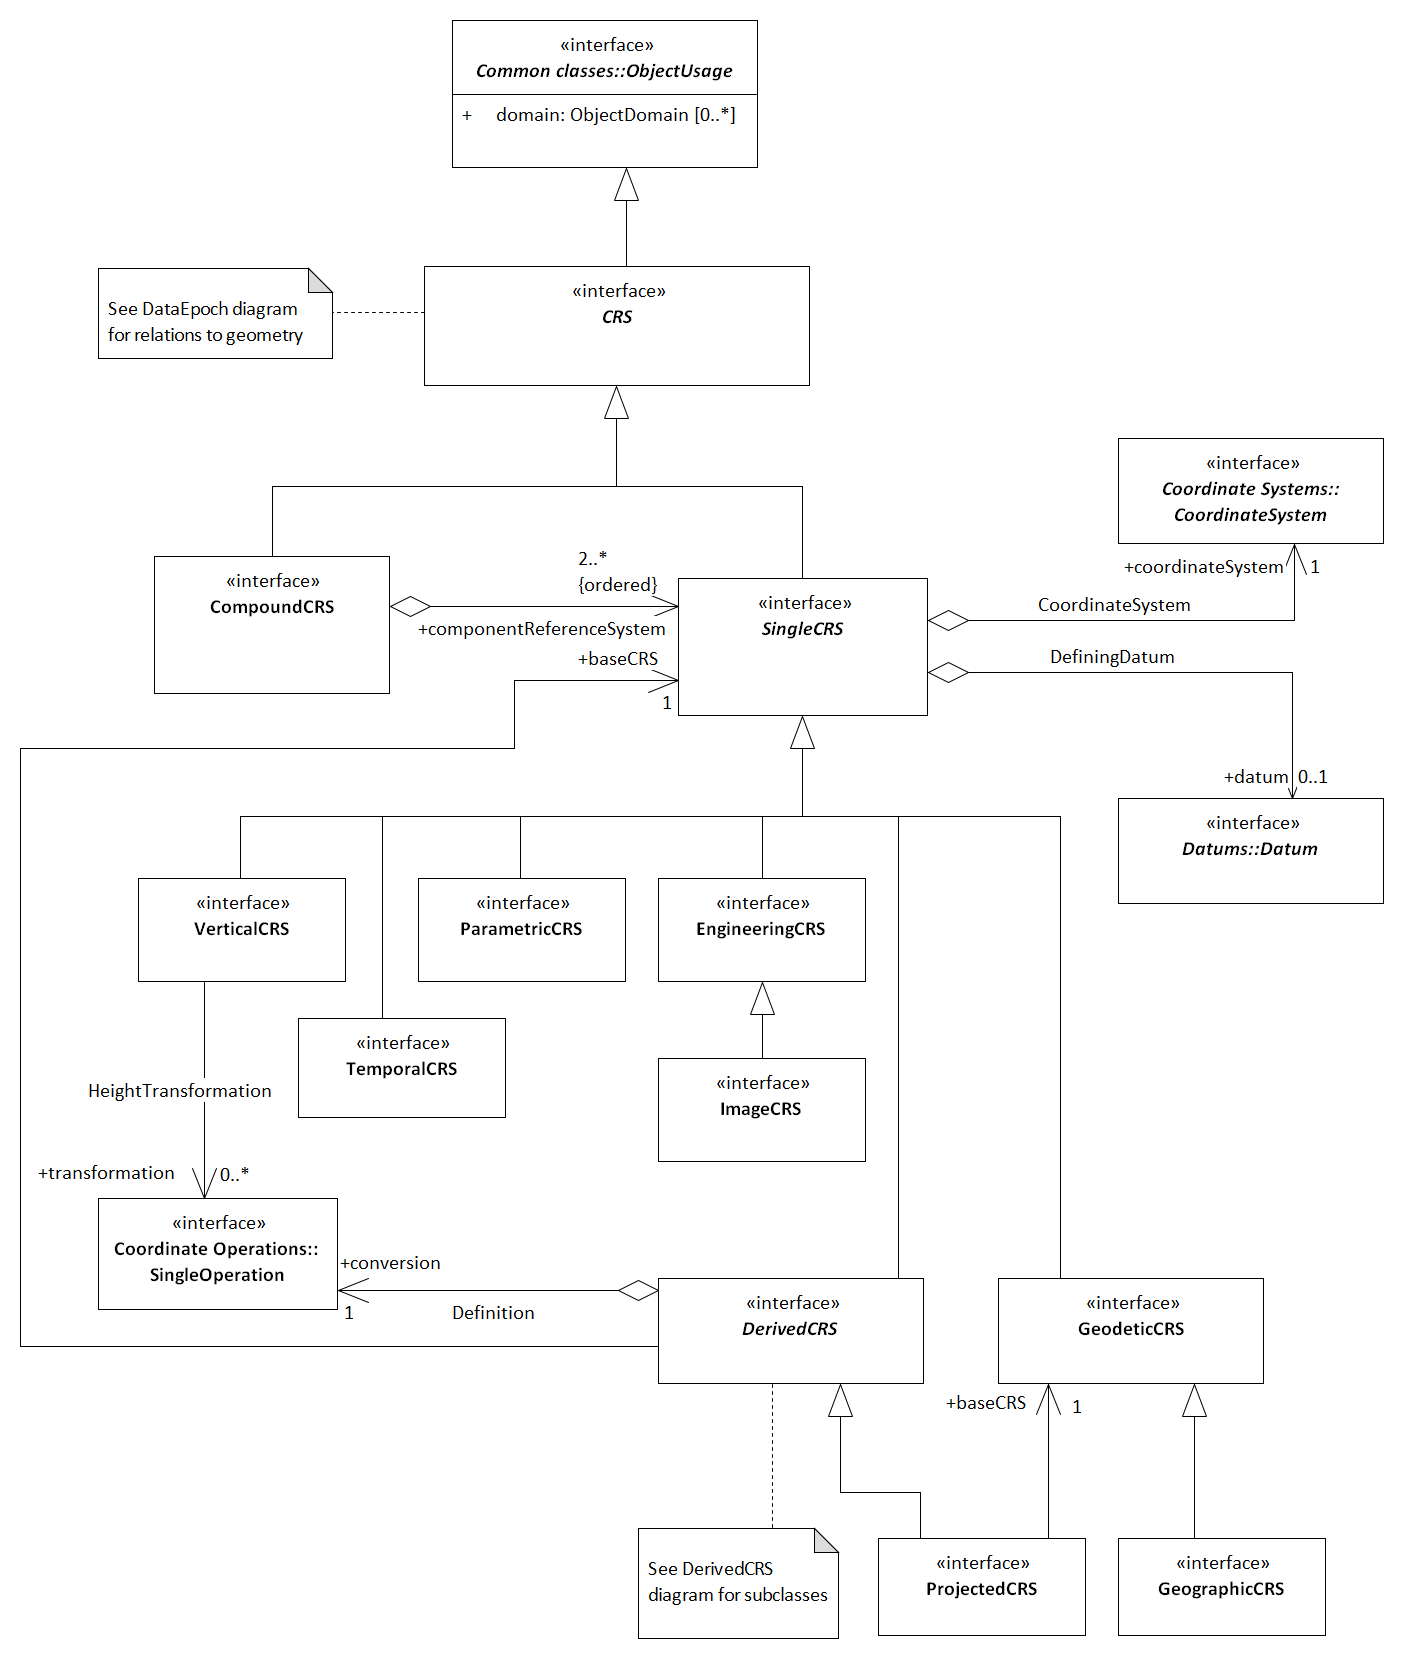 «interface»
Common classes::ObjectUsage
+ domain: ObjectDomain [0..*]
See DataEpoch diagram
for relations to geometry
«interface»
CRS
«interface»
Coordinate Systems::
CoordinateSystem
«interface»
CompoundCRS
2..*
{ordered}
+componentReferenceSystem
+baseCRS
1
«interface»
SingleCRS
+coordinateSystem
1
CoordinateSystem
DefiningDatum
+datum
0..1
«interface»
Datums::Datum
«interface»
VerticalCRS
«interface»
ParametricCRS
«interface»
EngineeringCRS
«interface»
TemporalCRS
«interface»
ImageCRS
HeightTransformation
+transformation
0..*
«interface»
Coordinate Operations::
SingleOperation
+conversion
1
Definition
«interface»
DerivedCRS
«interface»
GeodeticCRS
+baseCRS
1
See DerivedCRS
diagram for subclasses
«interface»
ProjectedCRS
«interface»
GeographicCRS